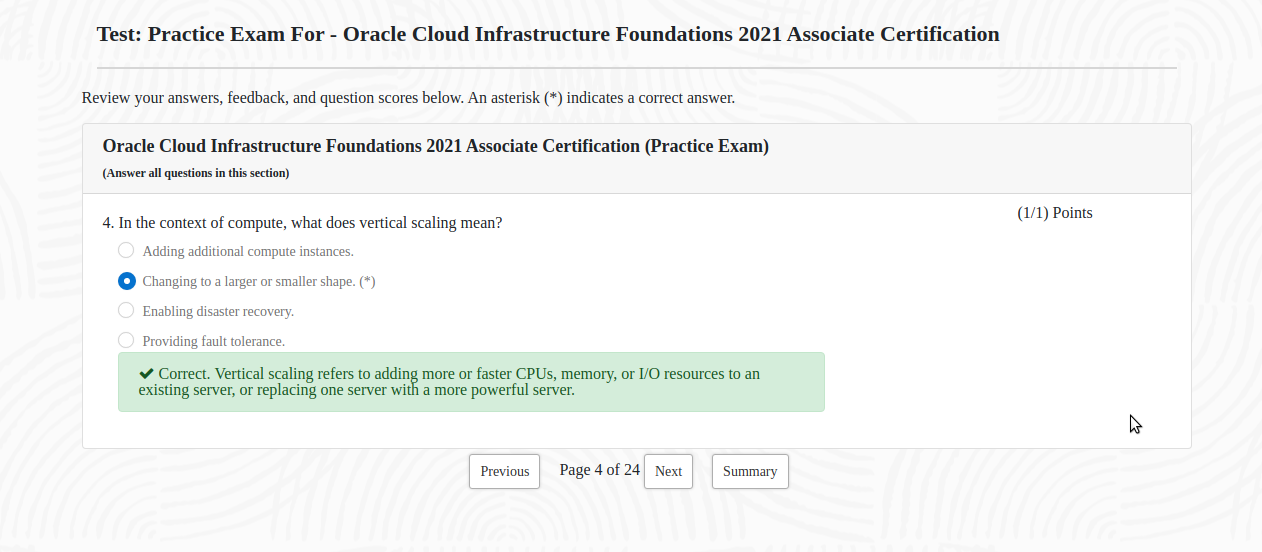 Test: Practice Exam For - Oracle Cloud Infrastructure Foundations 2021 Associate Certification
Review your answers, feedback, and question scores below. An asterisk (*) indicates a correct answer.
Oracle Cloud Infrastructure Foundations 2021 Associate Certification (Practice Exam)
(Answer all questions in this section)
4. In the context of compute, what does vertical scaling mean?
(1/1) Points
Adding additional compute instances.
Changing to a larger or smaller shape. (*)
Enabling disaster recovery.
Providing fault tolerance.
Correct. Vertical scaling refers to adding more or faster CPUs, memory, or I/O resources to an
existing server, or replacing one server with a more powerful server.
Previous Page 4 of 24 Next Summary